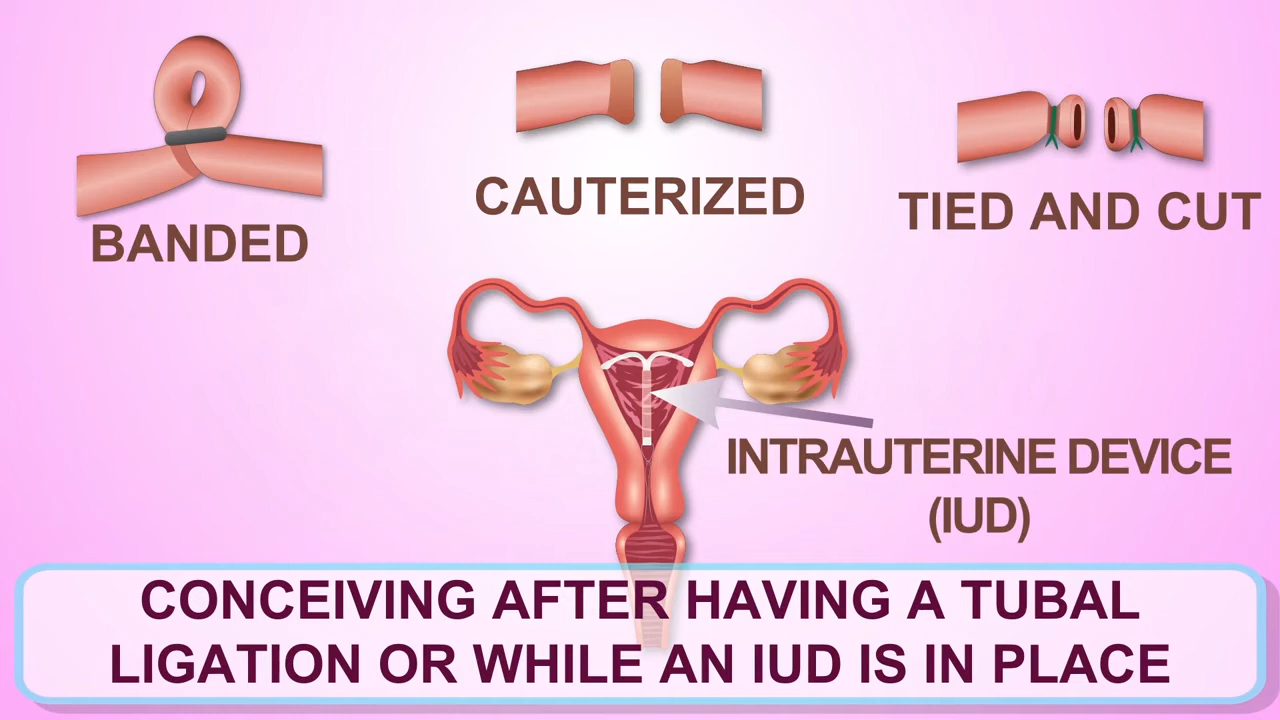 BANDED
CAUTERIZED
TIED AND CUT
INTRAUTERINE DEVICE
(IUD)
CONCEIVING AFTER HAVING A TUBAL
LIGATION OR WHILE AN IUD IS IN PLACE